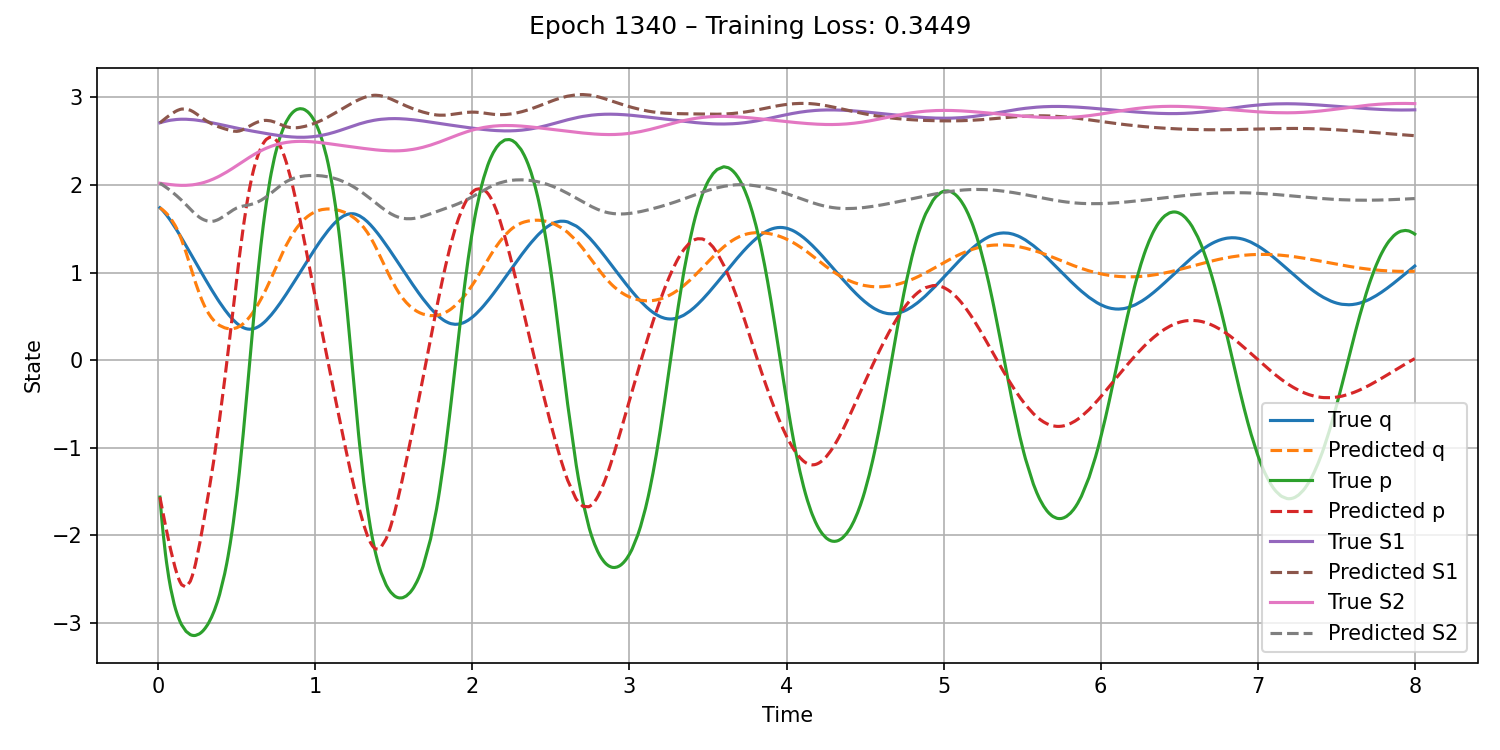 Epoch 1340 – Training Loss: 0.3449
3
2
1
0
−1
−2
−3
State
0 1 2 3 4 5 6 7 8
Time
True q
Predicted q
True p
Predicted p
True S1
Predicted S1
True S2
Predicted S2